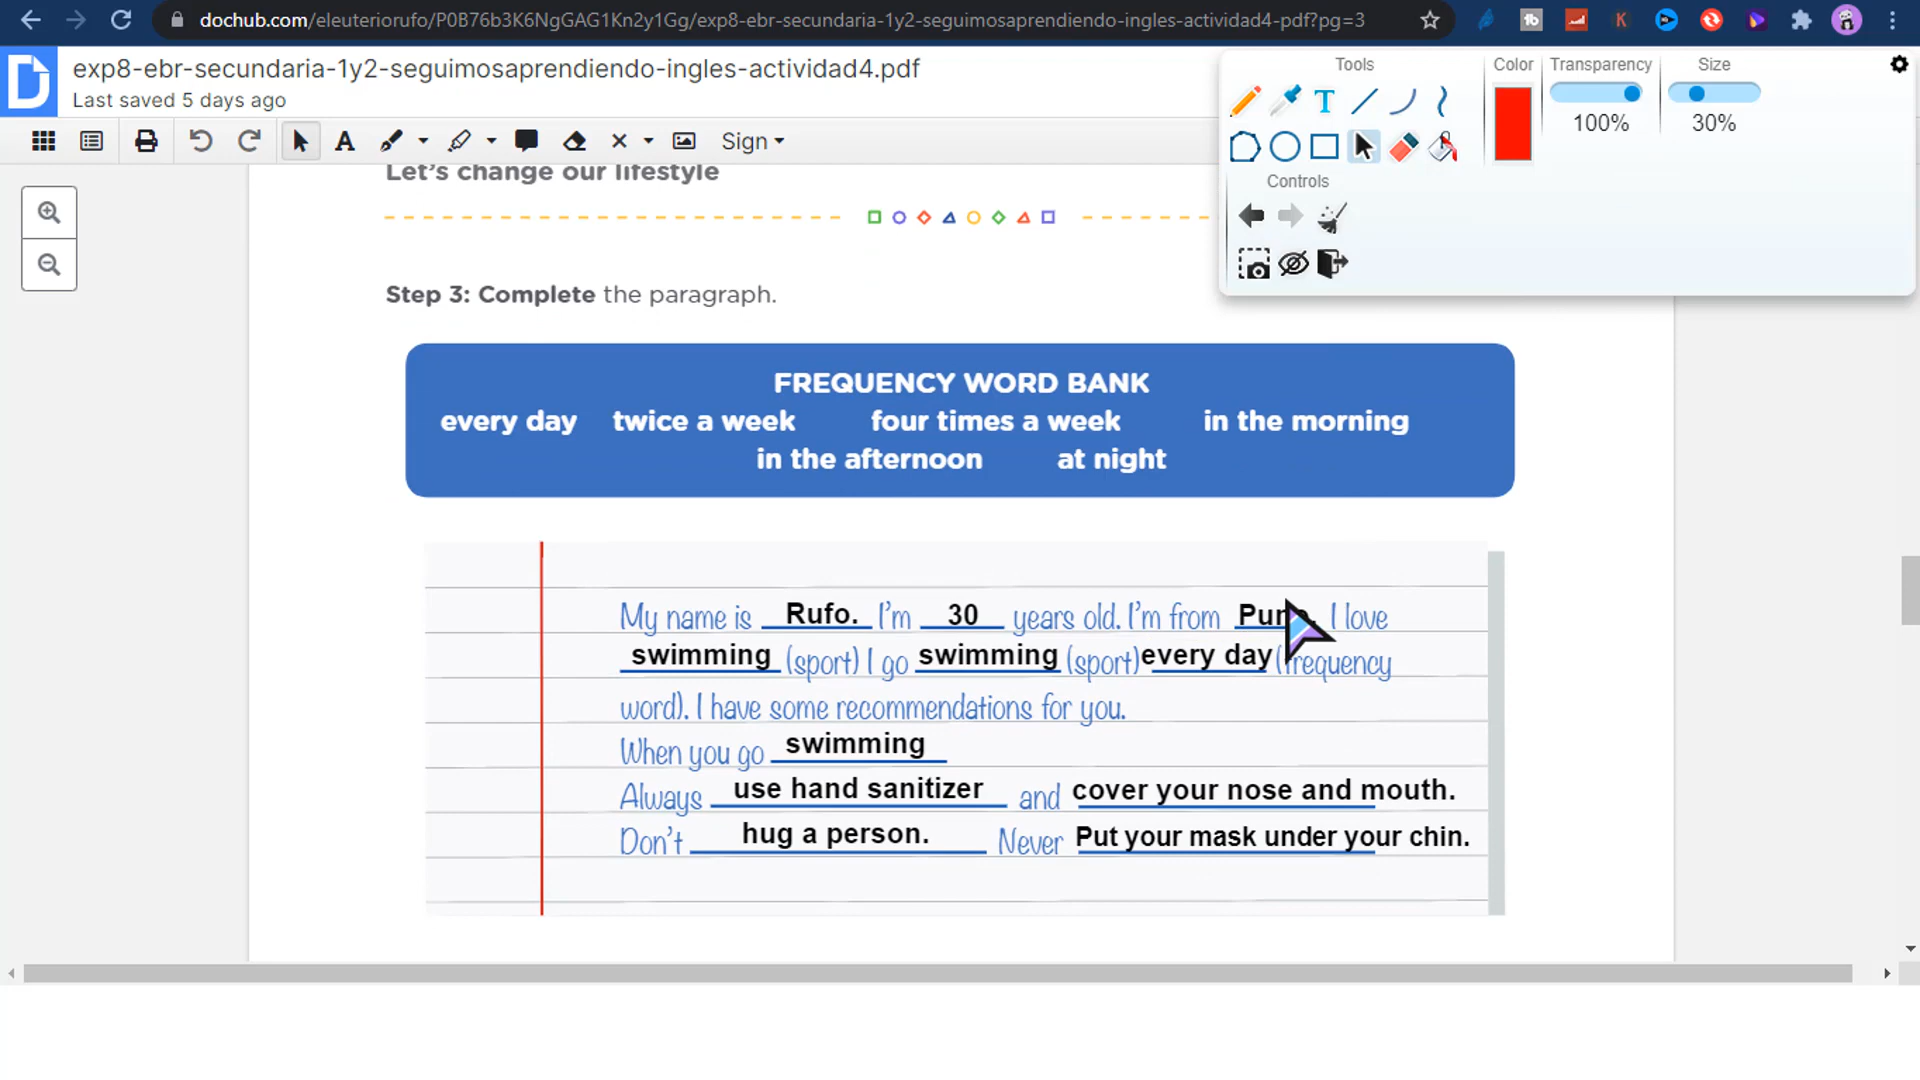 dochub.com/eleuteriorufo/P0B76b3K6NgGAG1Kn2y1Gg/exp8-ebr-secundaria-1y2-seguimosaprendiendo-ingles-actividad4-pdf?pg=3
exp8-ebr-secundaria-1y2-seguimosaprendiendo-ingles-actividad4.pdf
Last saved 5 days ago
Sign
Tools
Color
Transparency
Size
100%
30%
Controls
Let's change our lifestyle
Step 3: Complete the paragraph.
FREQUENCY WORD BANK
every day twice a week four times a week in the morning
in the afternoon at night
My name is Rufo. I'm 30 years old. I'm from I love
swimming (sport) I go swimming (sport) every day (frequency
word). I have some recommendations for you.
When you go swimming
Always use hand sanitizer and cover your nose and mouth.
Don't hug a person. Never Put your mask under your chin.